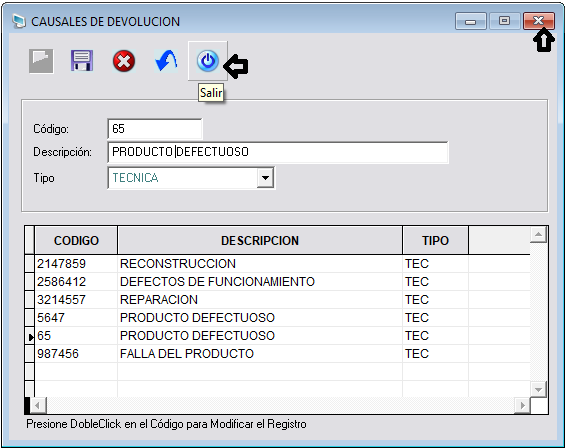 CAUSALES DE DEVOLUCION
Salir
Código: 65
Descripción: PRODUCTO DEFECTUOSO
Tipo TECNICA
CODIGO DESCRIPCION TIPO
2147859 RECONSTRUCCION TEC
2586412 DEFECTOS DE FUNCIONAMIENTO TEC
3214557 REPARACION TEC
5647 PRODUCTO DEFECTUOSO TEC
65 PRODUCTO DEFECTUOSO TEC
987456 FALLA DEL PRODUCTO TEC
Presione DobleClick en el Código para Modificar el Registro